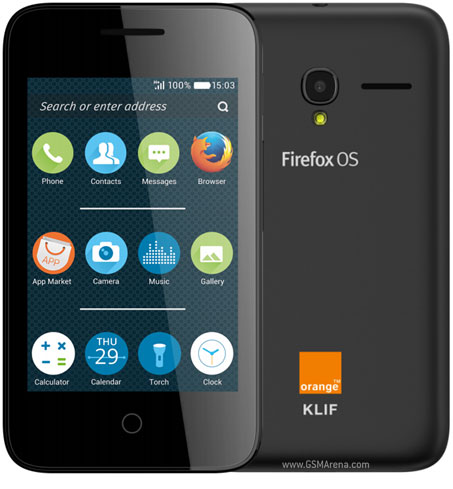 100% 15:03
Search or enter address
Phone Contacts Messages Browser
APP
App Market Camera Music Gallery
THU
29
Calculator Calendar Torch Clock
Firefox OS
orange™
KLIF
www.GSMArena.com